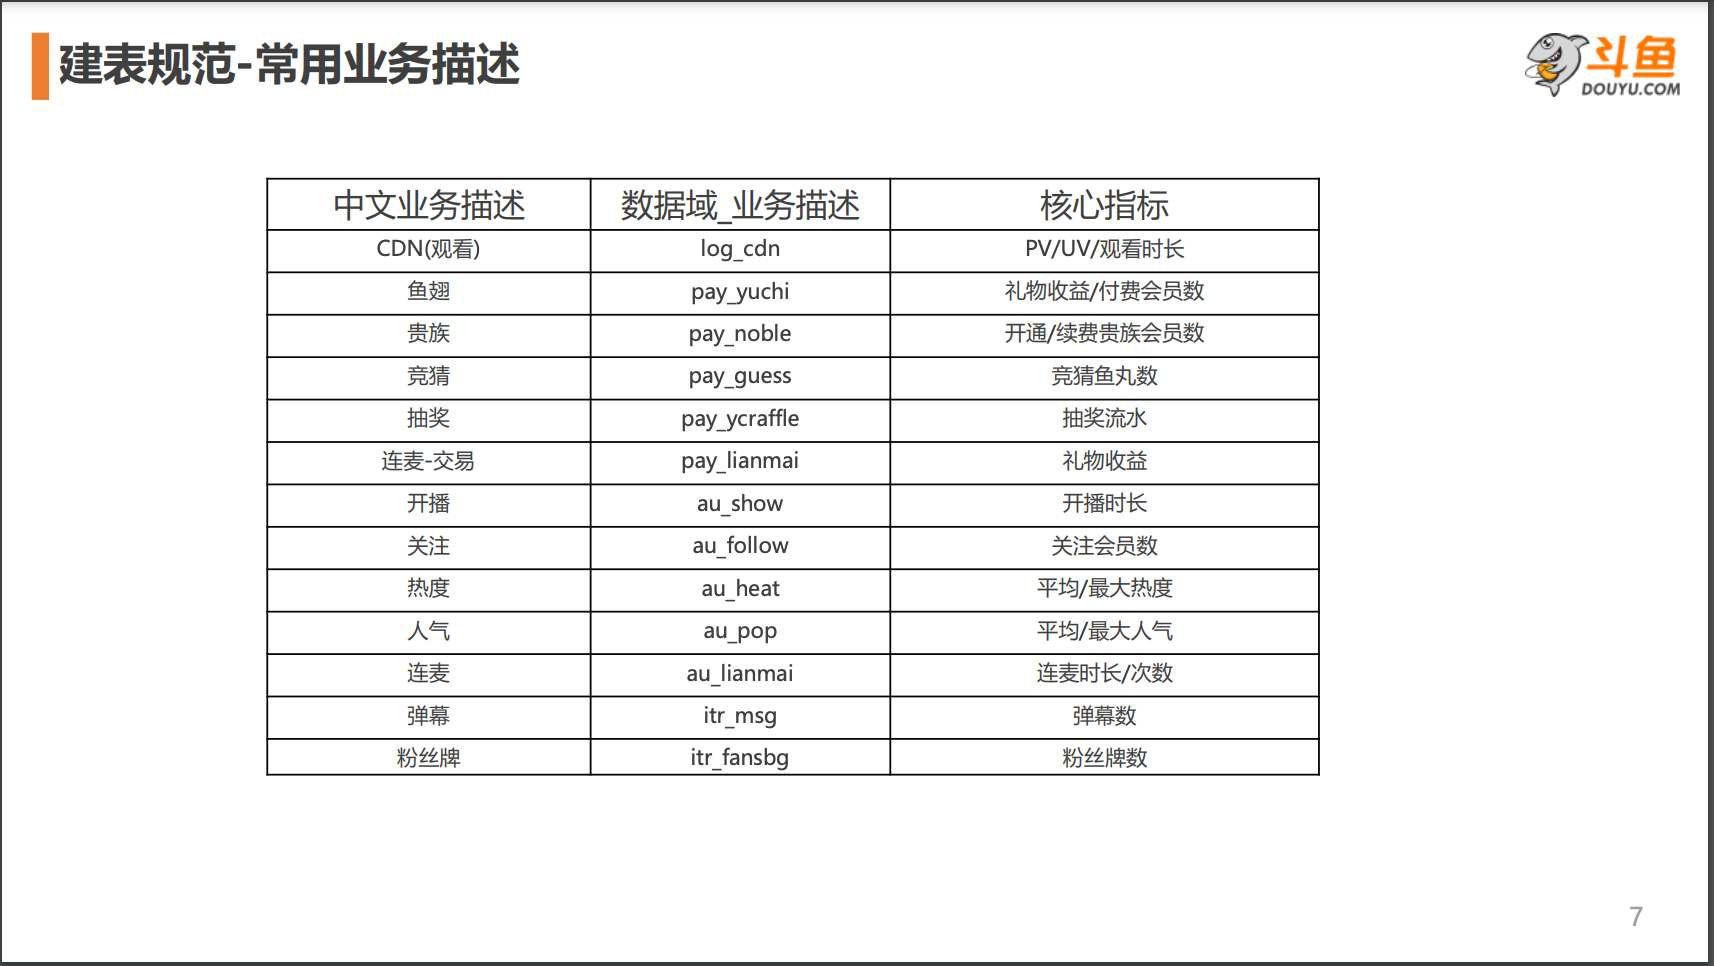 建表规范-常用业务描述
斗鱼
DOUYU.COM
中文业务描述 数据域_业务描述 核心指标
CDN(观看) log_cdn PV/UV/观看时长
鱼翅 pay_yuchi 礼物收益/付费会员数
贵族 pay_noble 开通/续费贵族会员数
竞猜 pay_guess 竞猜鱼丸数
抽奖 pay_ycraffle 抽奖流水
连麦-交易 pay_lianmai 礼物收益
开播 au_show 开播时长
关注 au_follow 关注会员数
热度 au_heat 平均/最大热度
人气 au_pop 平均/最大人气
连麦 au_lianmai 连麦时长/次数
弹幕 itr_msg 弹幕数
粉丝牌 itr_fansbg 粉丝牌数
7